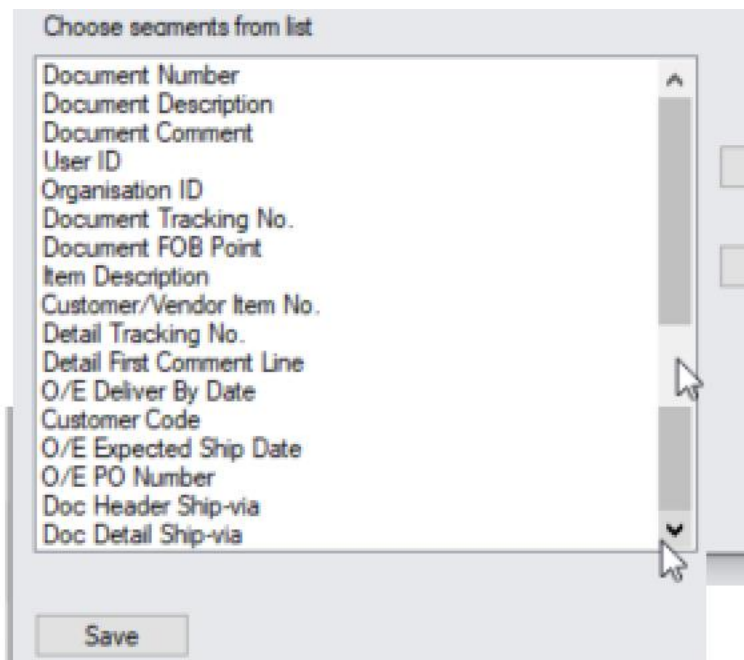 Choose segments from list
Document Number
Document Description
Document Comment
User ID
Organisation ID
Document Tracking No.
Document FOB Point
Item Description
Customer/Vendor Item No.
Detail Tracking No.
Detail First Comment Line
O/E Deliver By Date
Customer Code
O/E Expected Ship Date
O/E PO Number
Doc Header Ship-via
Doc Detail Ship-via
Save